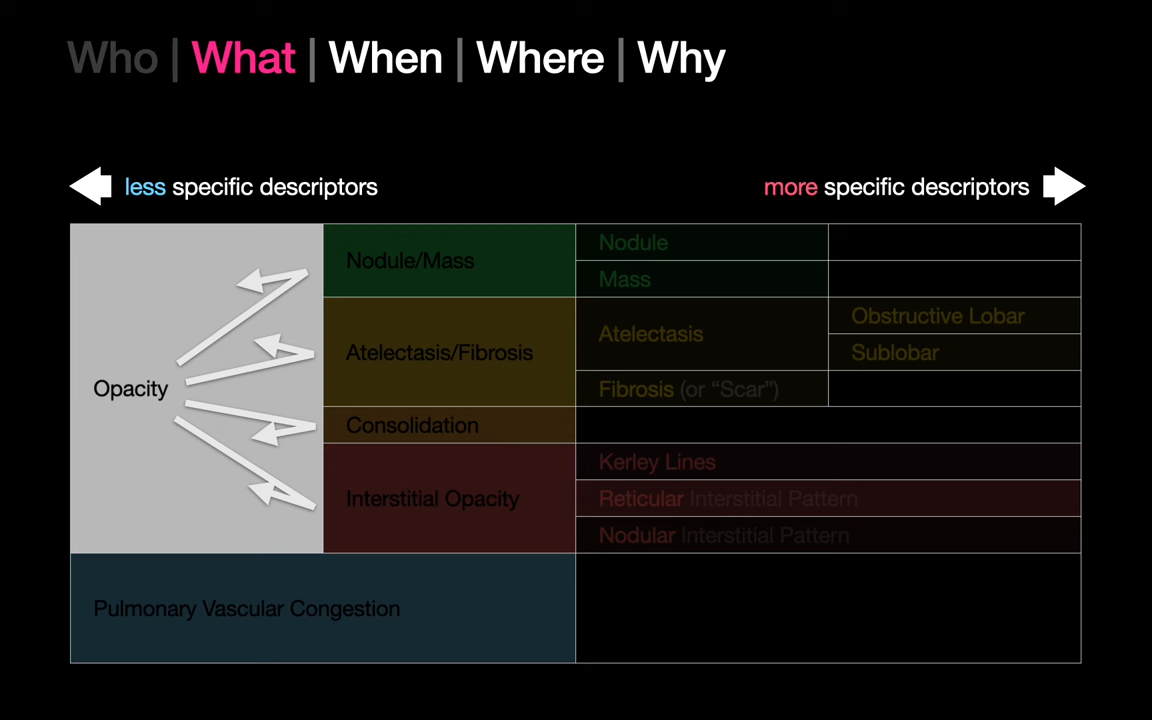 Who | What | When | Where | Why
less specific descriptors
more specific descriptors
Opacity
Nodule/Mass
Nodule
Mass
Atelectasis/Fibrosis
Atelectasis
Obstructive Lobar
Sublobar
Fibrosis (or “Scar”)
Consolidation
Interstitial Opacity
Kerley Lines
Reticular Interstitial Pattern
Nodular Interstitial Pattern
Pulmonary Vascular Congestion